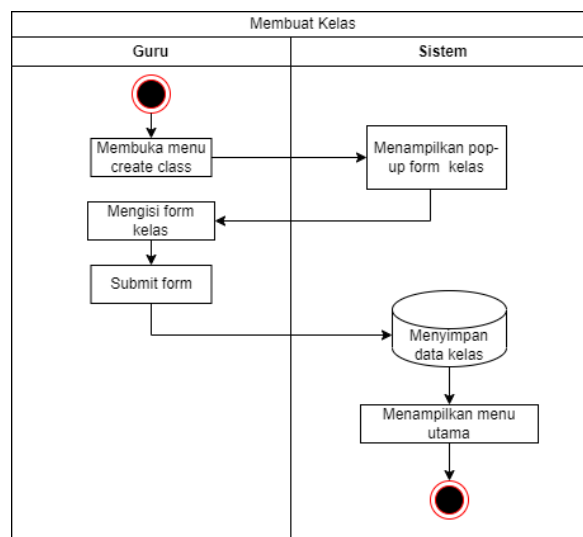 Membuat Kelas
Guru
Sistem
Membuka menu
create class
Menampilkan pop-
up form kelas
Mengisi form
kelas
Submit form
Menyimpan
data kelas
Menampilkan menu
utama